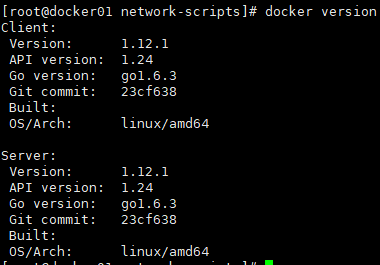 [root@docker01 network-scripts]# docker version
Client:
 Version:      1.12.1
 API version:  1.24
 Go version:   go1.6.3
 Git commit:   23cf638
 Built:
 OS/Arch:      linux/amd64

Server:
 Version:      1.12.1
 API version:  1.24
 Go version:   go1.6.3
 Git commit:   23cf638
 Built:
 OS/Arch:      linux/amd64
[root@docker01 network-scripts]#